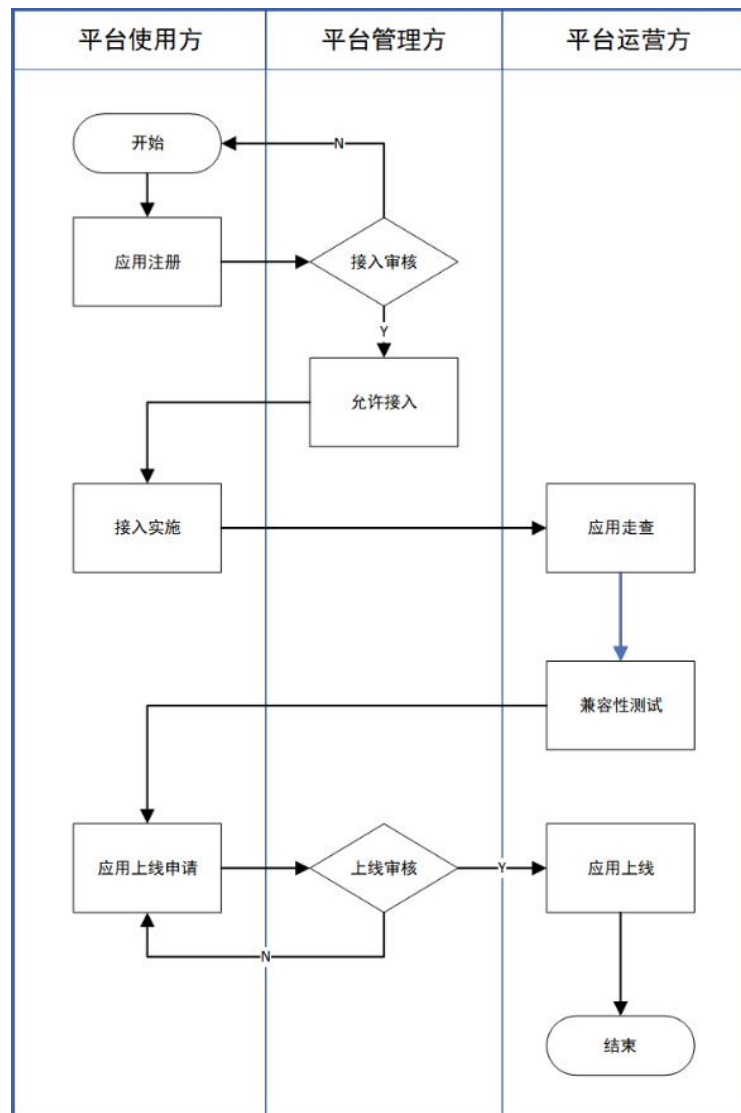 平台使用方
平台管理方
平台运营方
开始
N
应用注册
接入审核
Y
允许接入
接入实施
应用走查
兼容性测试
应用上线申请
上线审核
Y
应用上线
N
结束